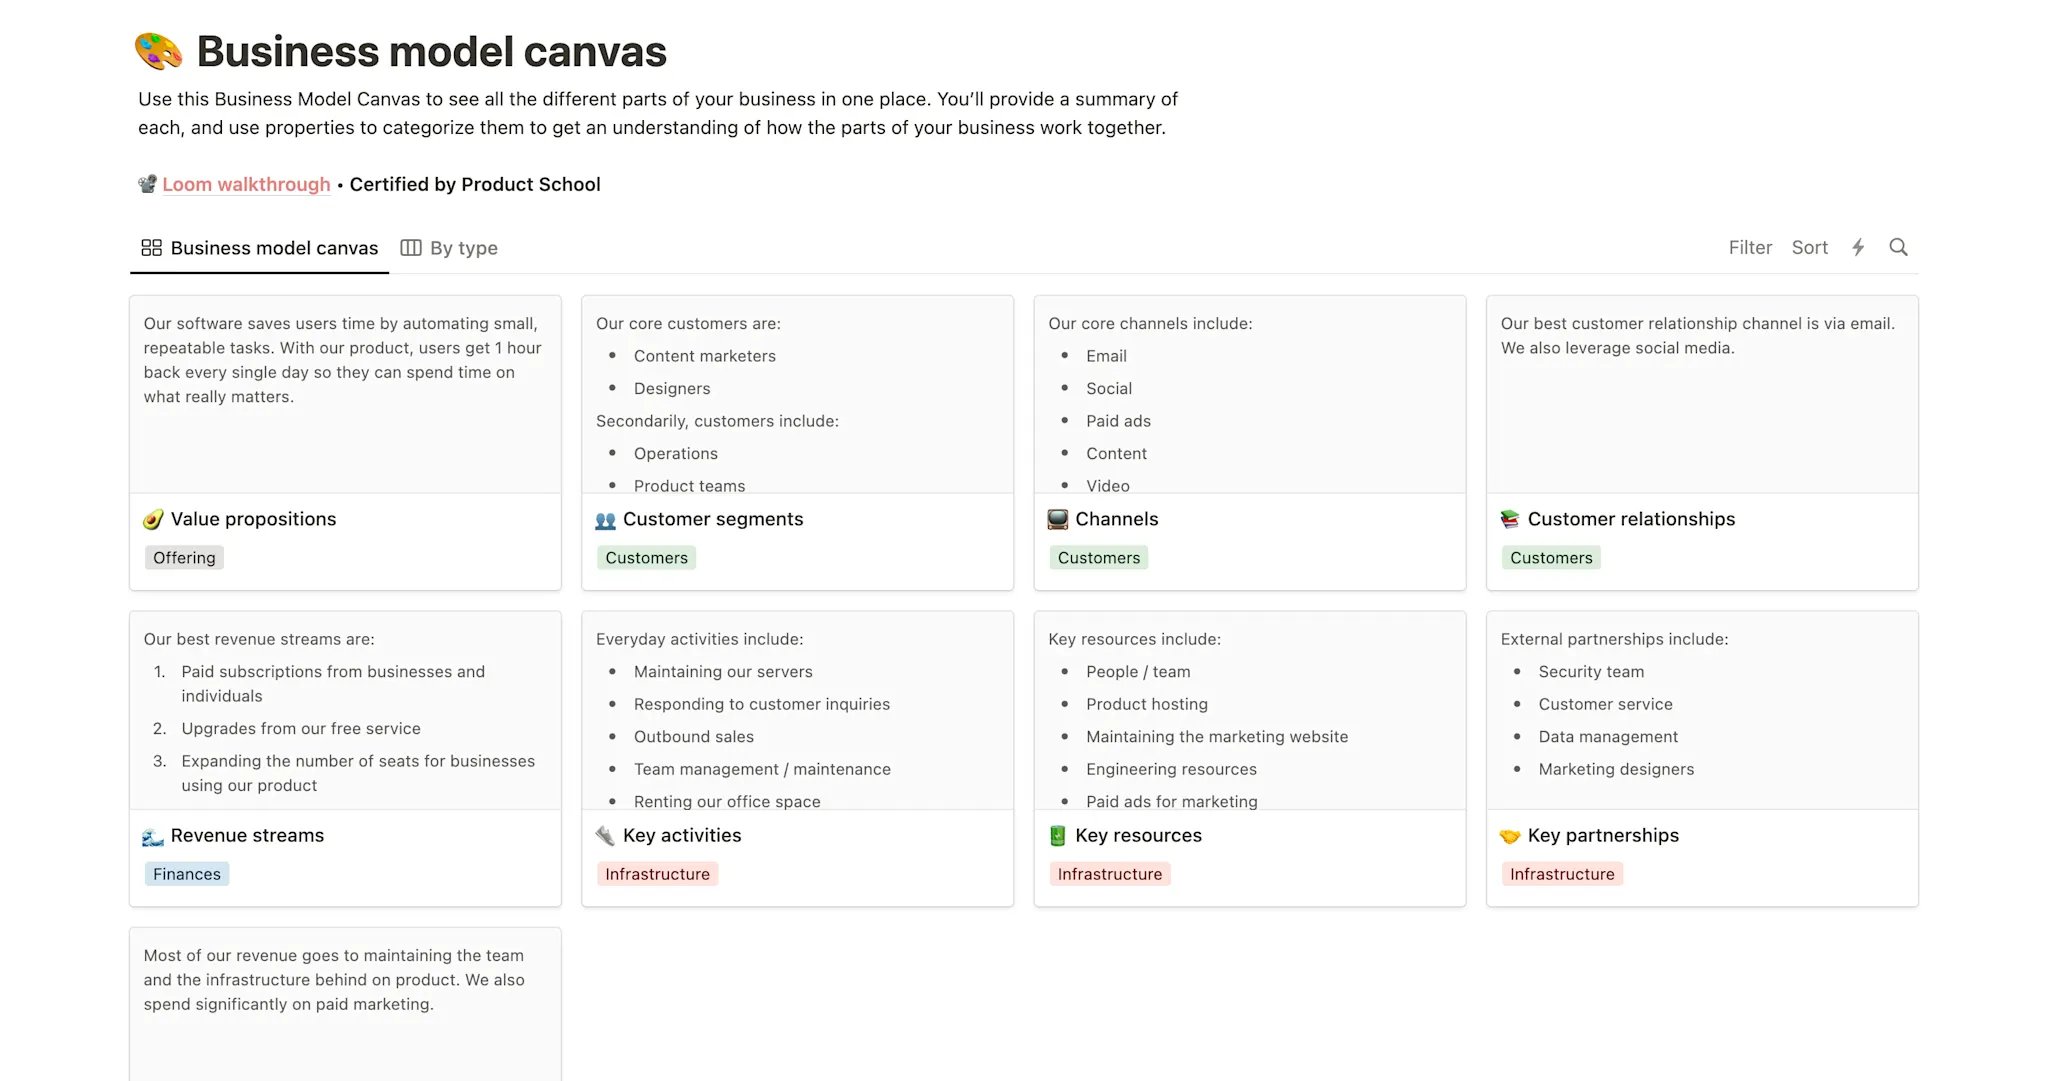 Business model canvas
Use this Business Model Canvas to see all the different parts of your business in one place. You’ll provide a summary of
each, and use properties to categorize them to get an understanding of how the parts of your business work together.
Loom walkthrough • Certified by Product School
Business model canvas
By type
Filter
Sort
Our software saves users time by automating small,
repeatable tasks. With our product, users get 1 hour
back every single day so they can spend time on
what really matters.
Value propositions
Offering
Our core customers are:
• Content marketers
• Designers
Secondarily, customers include:
• Operations
• Product teams
Customer segments
Customers
Our core channels include:
• Email
• Social
• Paid ads
• Content
• Video
Channels
Customers
Our best customer relationship channel is via email.
We also leverage social media.
Customer relationships
Customers
Our best revenue streams are:
1. Paid subscriptions from businesses and
individuals
2. Upgrades from our free service
3. Expanding the number of seats for businesses
using our product
Revenue streams
Finances
Everyday activities include:
• Maintaining our servers
• Responding to customer inquiries
• Outbound sales
• Team management / maintenance
• Renting our office space
Key activities
Infrastructure
Key resources include:
• People / team
• Product hosting
• Maintaining the marketing website
• Engineering resources
• Paid ads for marketing
Key resources
Infrastructure
External partnerships include:
• Security team
• Customer service
• Data management
• Marketing designers
Key partnerships
Infrastructure
Most of our revenue goes to maintaining the team
and the infrastructure behind on product. We also
spend significantly on paid marketing.